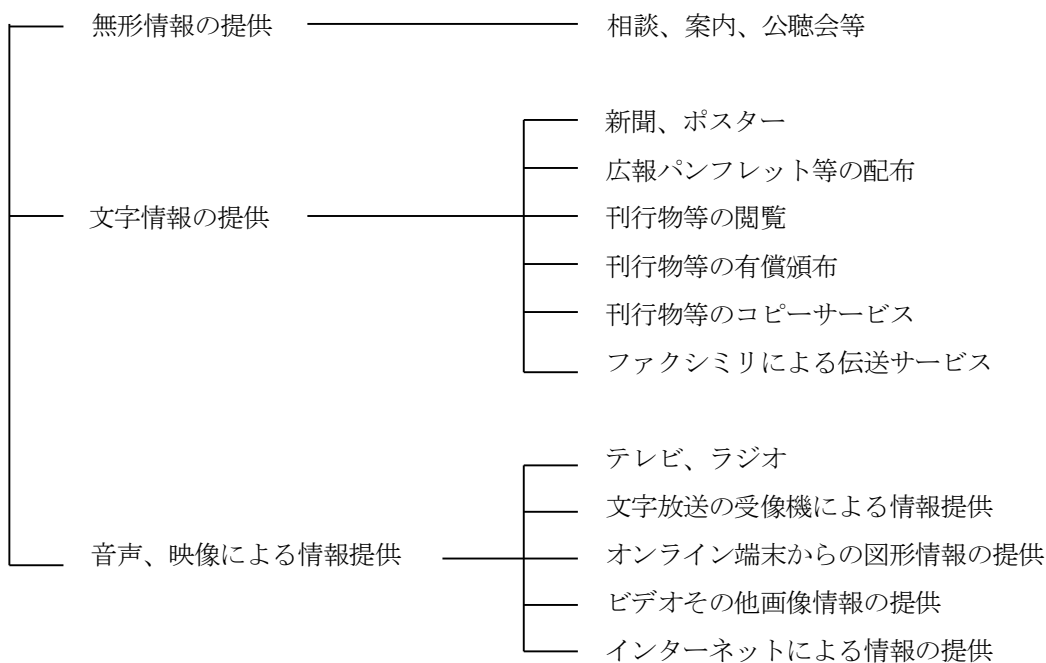 無形情報の提供
相談、案内、公聴会等
文字情報の提供
新聞、ポスター
広報パンフレット等の配布
刊行物等の閲覧
刊行物等の有償頒布
刊行物等のコピーサービス
ファクシミリによる伝送サービス
音声、映像による情報提供
テレビ、ラジオ
文字放送の受像機による情報提供
オンライン端末からの図形情報の提供
ビデオその他画像情報の提供
インターネットによる情報の提供